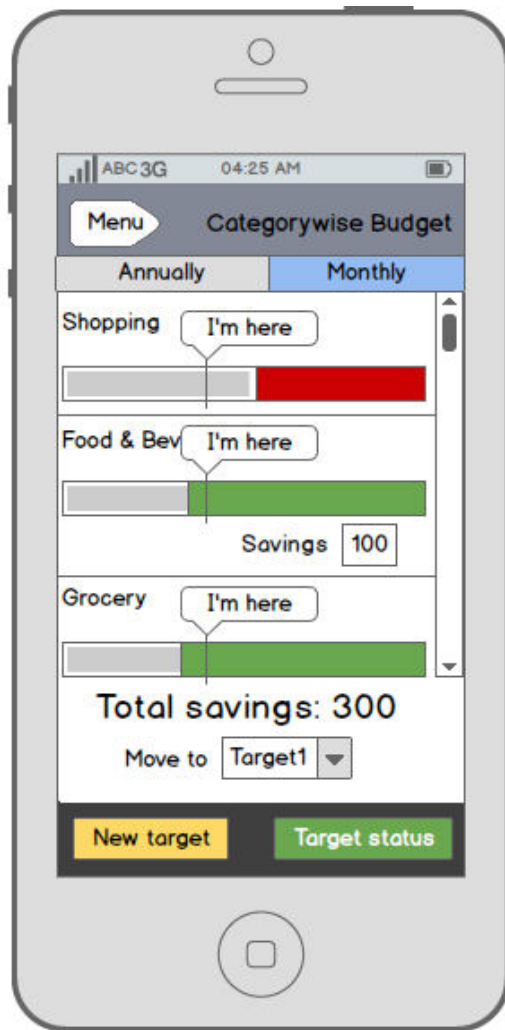 ABC 3G 04:25 AM
Menu Categorywise Budget
Annually Monthly
Shopping I'm here
Food & Bev I'm here
Savings 100
Grocery I'm here
Total savings: 300
Move to Target1
New target Target status